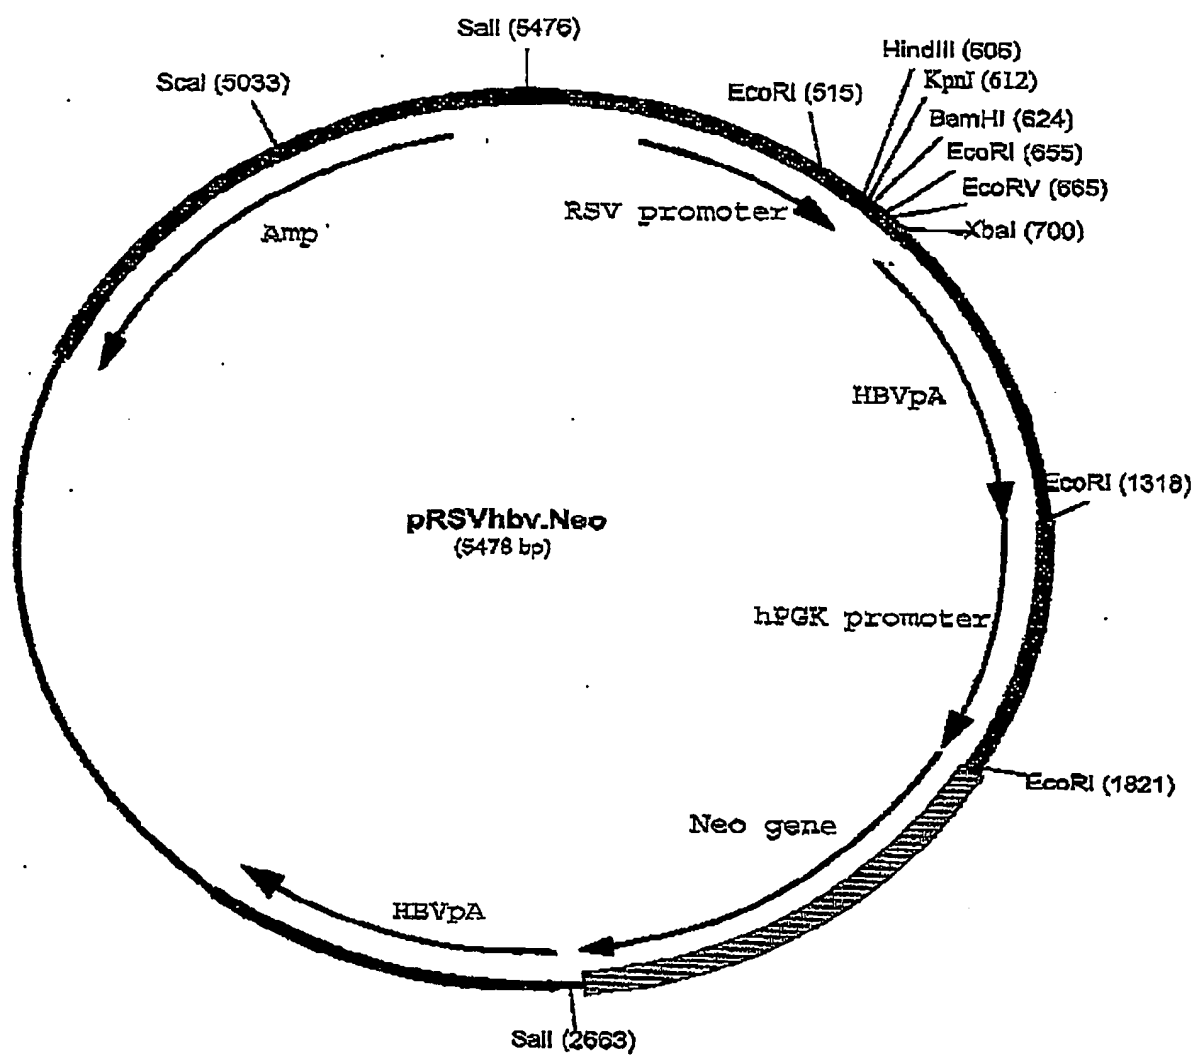 SalI (5476)
ScaI (5033)
HindIII (606)
KpnI (612)
EcoRI (515)
BamHI (624)
EcoRI (655)
EcoRV (665)
XbaI (700)
RSV promoter
Amp
HBVpA
EcoRI (1318)
pRSVhbv.Neo
(5478 bp)
hPGK promoter
EcoRI (1821)
Neo gene
HBVpA
SalI (2663)